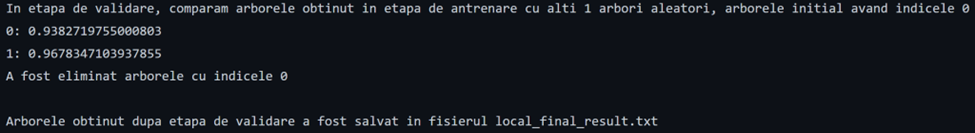 In etapa de validare, comparam arborele obtinut in etapa de antrenare cu alti 1 arbori aleatori, arborele initial avand indicele 0
0: 0.9382719755000803
1: 0.9678347103937855
A fost eliminat arborele cu indicele 0
Arborele obtinut dupa etapa de validare a fost salvat in fisierul local_final_result.txt